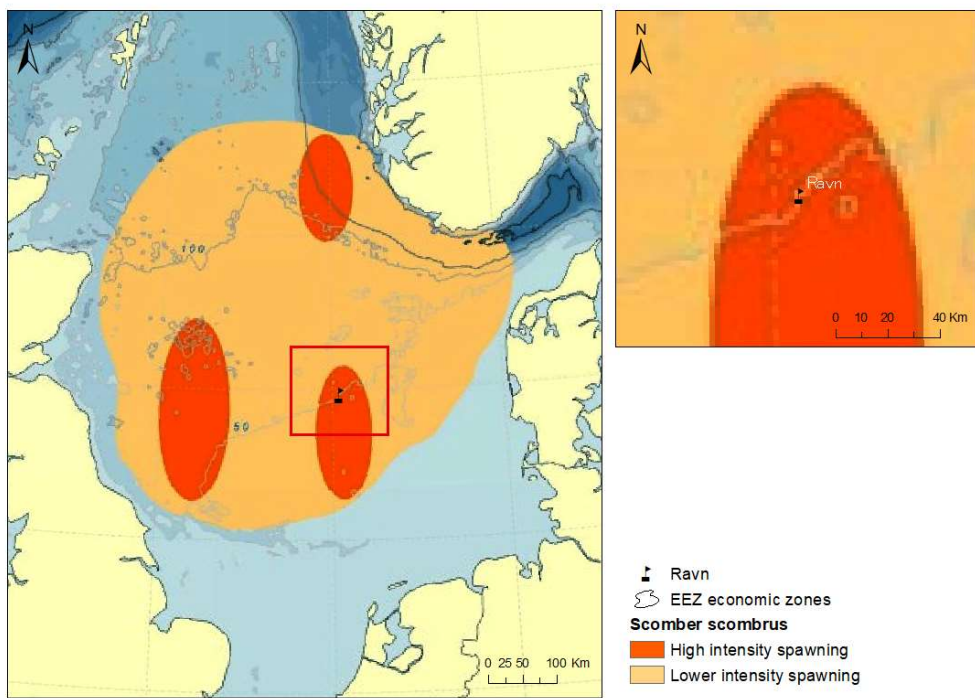 N
100
50
0 25 50 100 Km
N
Ravn
0 10 20 40 Km
Ravn
EEZ economic zones
Scomber scombrus
High intensity spawning
Lower intensity spawning